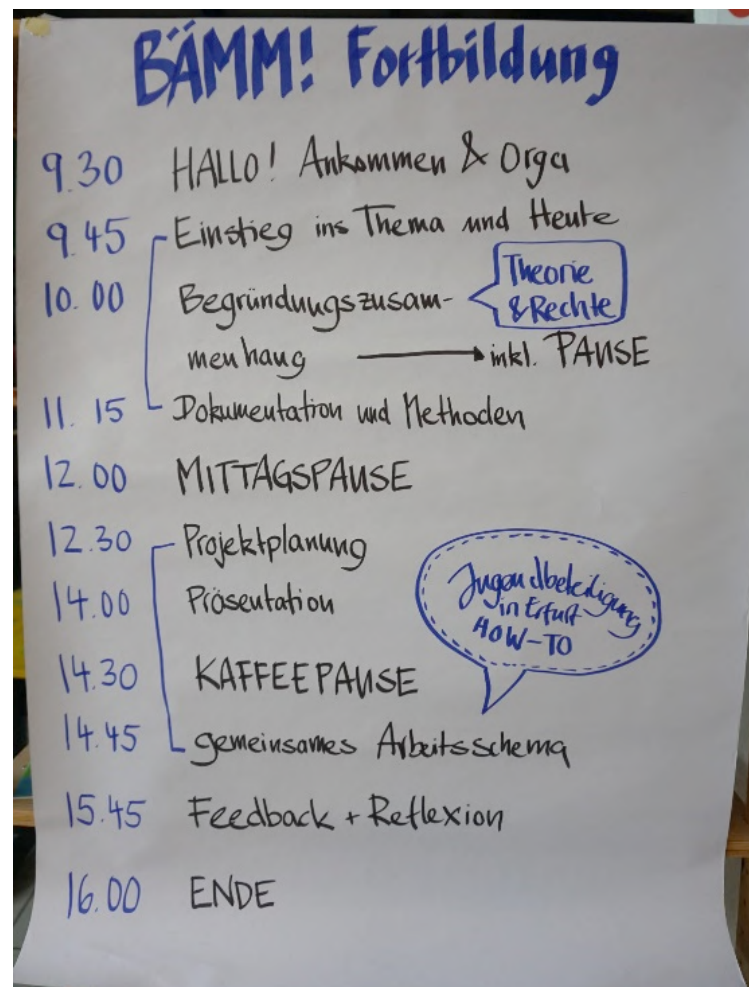 BÄMM! Fortbildung
9.30 HALLO! Ankommen & Orga
9.45 Einstieg ins Thema und Heute
10.00 Begründungszusam-
Theorie
& Rechte
menhang → inkl. PAUSE
11.15 Dokumentation und Methoden
12.00 MITTAGSPAUSE
12.30 Projektplanung
14.00 Präsentation
Jugendbeteiligung
in Erfurt
HOW-TO
14.30 KAFFEEPAUSE
14.45 gemeinsames Arbeitsschema
15.45 Feedback + Reflexion
16.00 ENDE